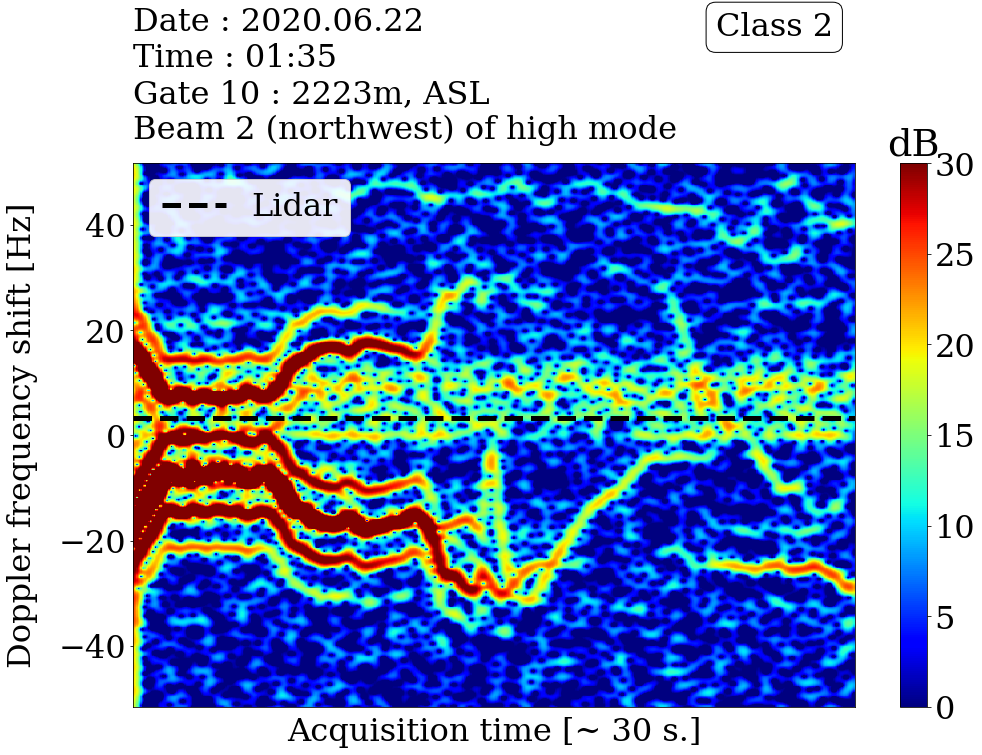 Date : 2020.06.22
Time : 01:35
Gate 10 : 2223m, ASL
Beam 2 (northwest) of high mode
Class 2
dB
Lidar
Doppler frequency shift [Hz]
40
20
0
−20
−40
30
25
20
15
10
5
0
Acquisition time [~ 30 s.]